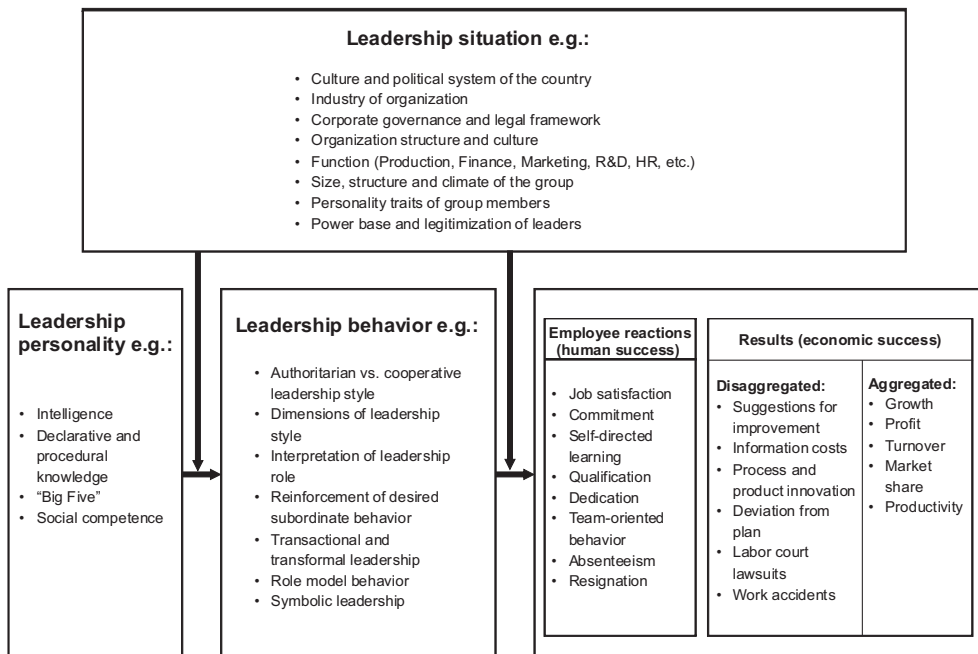 Leadership situation e.g.:
• Culture and political system of the country
• Industry of organization
• Corporate governance and legal framework
• Organization structure and culture
• Function (Production, Finance, Marketing, R&D, HR, etc.)
• Size, structure and climate of the group
• Personality traits of group members
• Power base and legitimization of leaders
Leadership
personality e.g.:
• Intelligence
• Declarative and
procedural
knowledge
• “Big Five”
• Social competence
Leadership behavior e.g.:
• Authoritarian vs. cooperative
leadership style
• Dimensions of leadership
style
• Interpretation of leadership
role
• Reinforcement of desired
subordinate behavior
• Transactional and
transformal leadership
• Role model behavior
• Symbolic leadership
Employee reactions
(human success)
• Job satisfaction
• Commitment
• Self-directed
learning
• Qualification
• Dedication
• Team-oriented
behavior
• Absenteeism
• Resignation
Results (economic success)
Disaggregated:
• Suggestions for
improvement
• Information costs
• Process and
product innovation
• Deviation from
plan
• Labor court
lawsuits
• Work accidents
Aggregated:
• Growth
• Profit
• Turnover
• Market
share
• Productivity